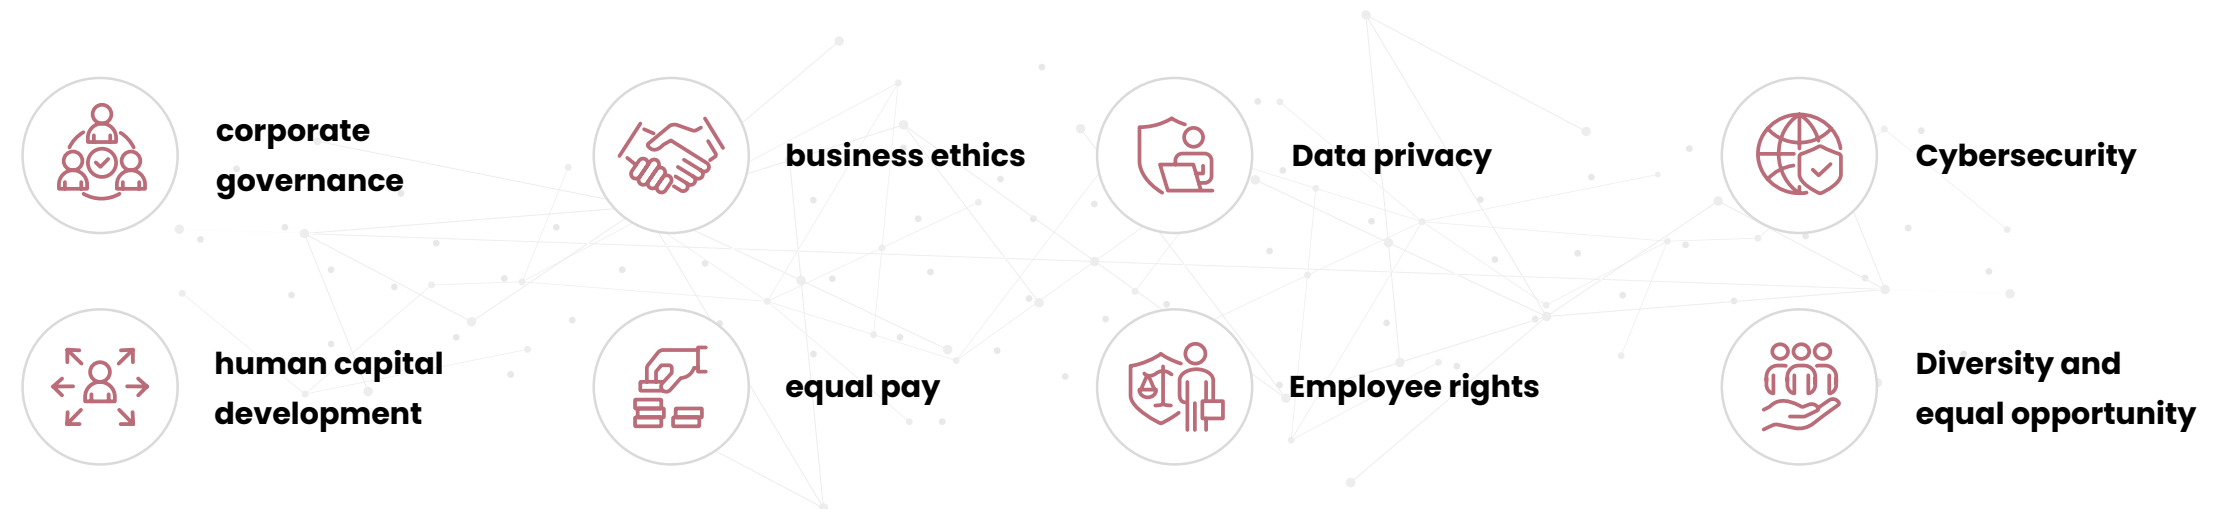 corporate
governance
business ethics
Data privacy
Cybersecurity
human capital
development
equal pay
Employee rights
Diversity and
equal opportunity